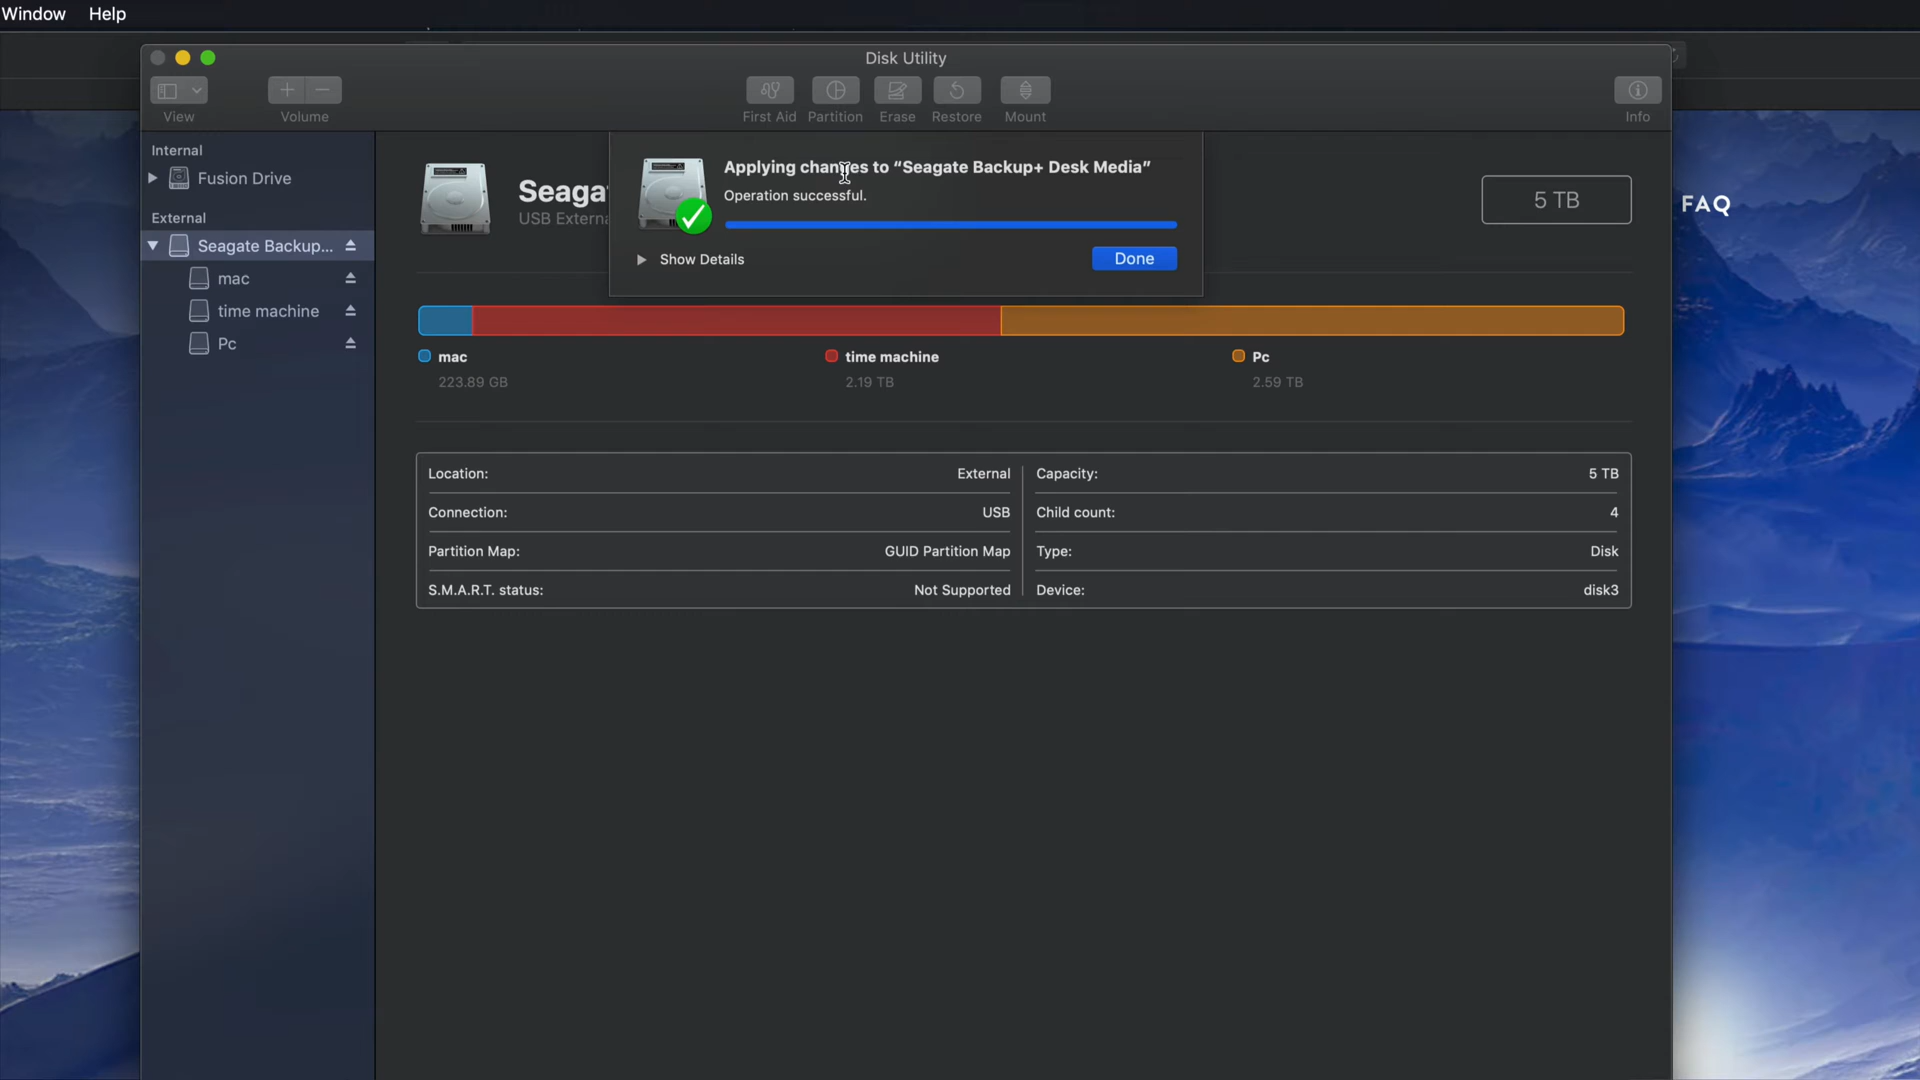 Window Help
Disk Utility
View
Volume
First Aid
Partition
Erase
Restore
Mount
Info
Internal
Fusion Drive
External
Seagate Backup...
mac
time machine
Pc
Seaga
USB Externa
Applying changes to “Seagate Backup+ Desk Media”
Operation successful.
Show Details
Done
5 TB
FAQ
mac
223.89 GB
time machine
2.19 TB
Pc
2.59 TB
Location: External
Capacity: 5 TB
Connection: USB
Child count: 4
Partition Map: GUID Partition Map
Type: Disk
S.M.A.R.T. status: Not Supported
Device: disk3